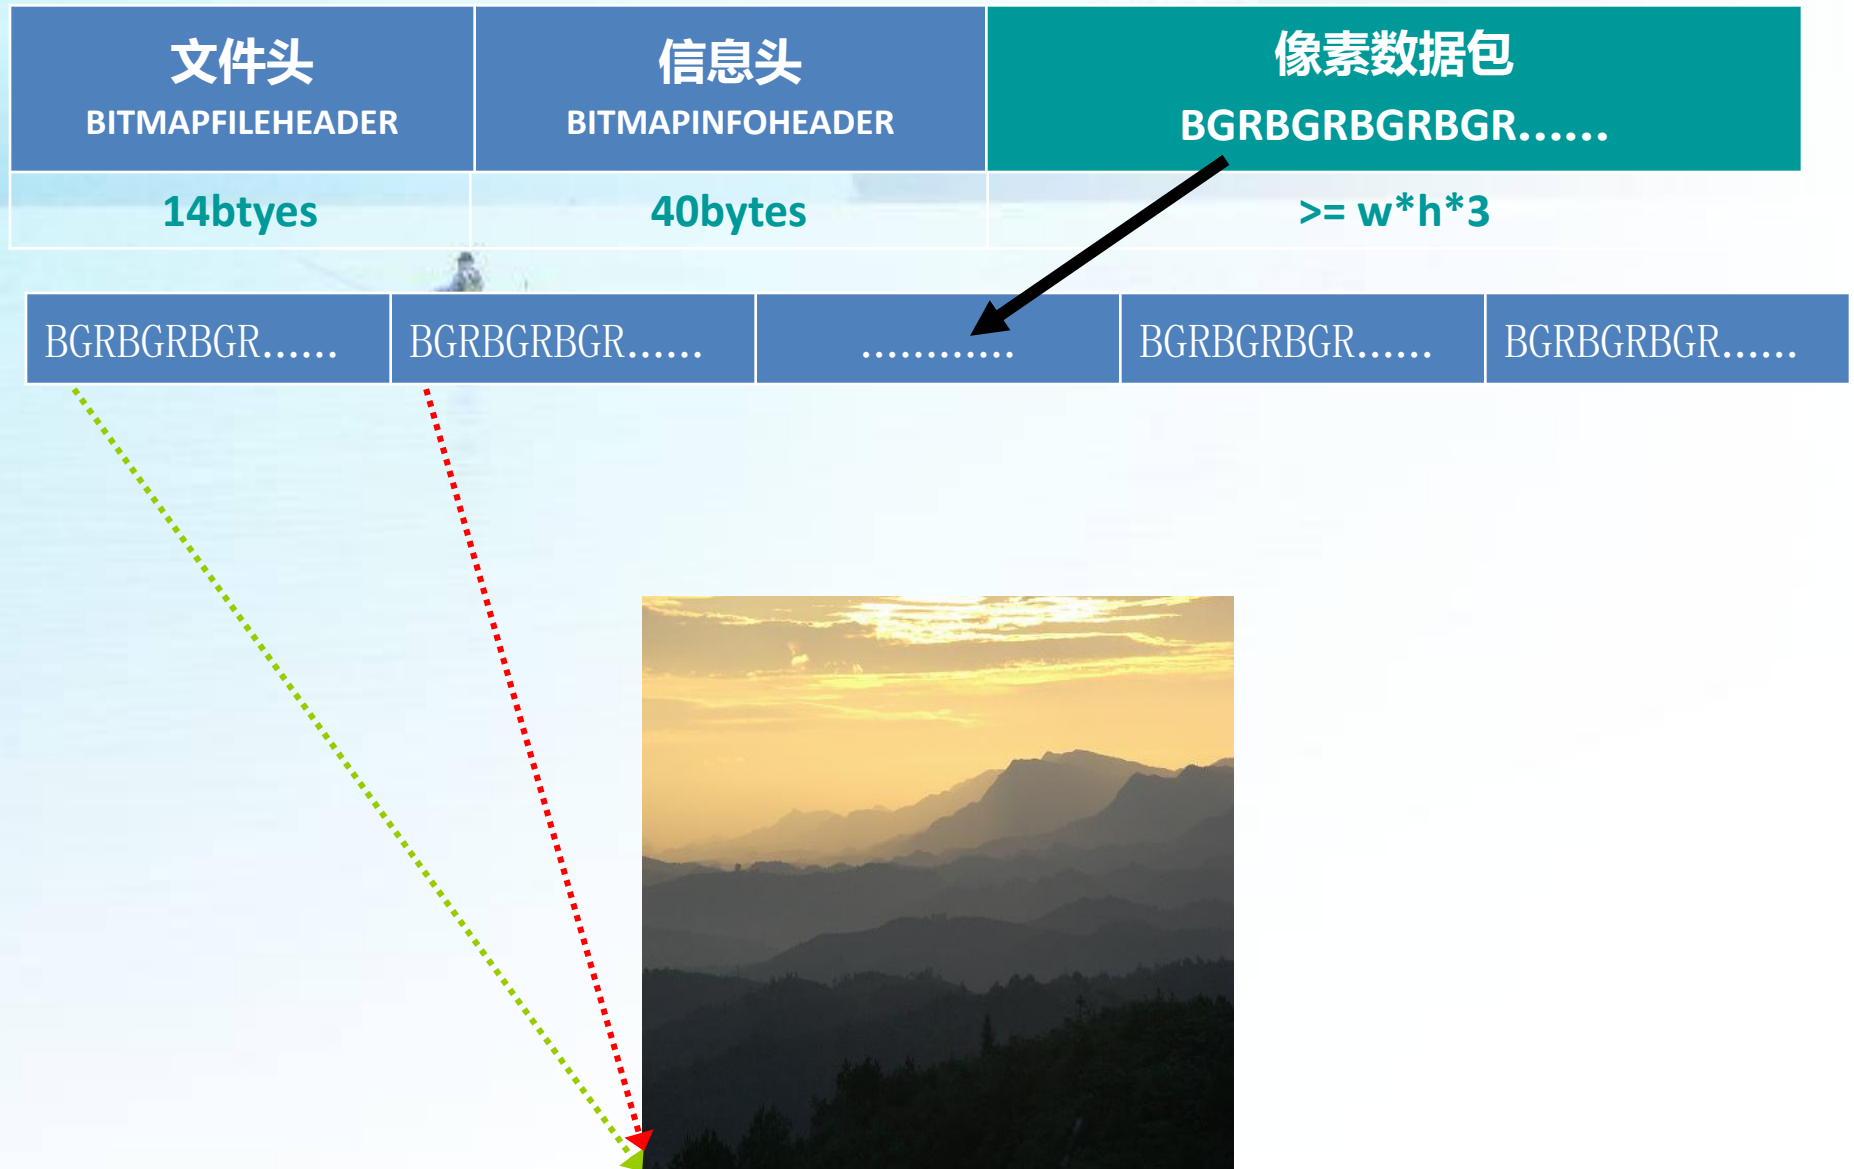 文件头
BITMAPFILEHEADER
信息头
BITMAPINFOHEADER
像素数据包
BGRBGRBGRBGR......
14btyes
40bytes
>= w*h*3
BGRBGRBGR......
BGRBGRBGR......
............
BGRBGRBGR......
BGRBGRBGR......